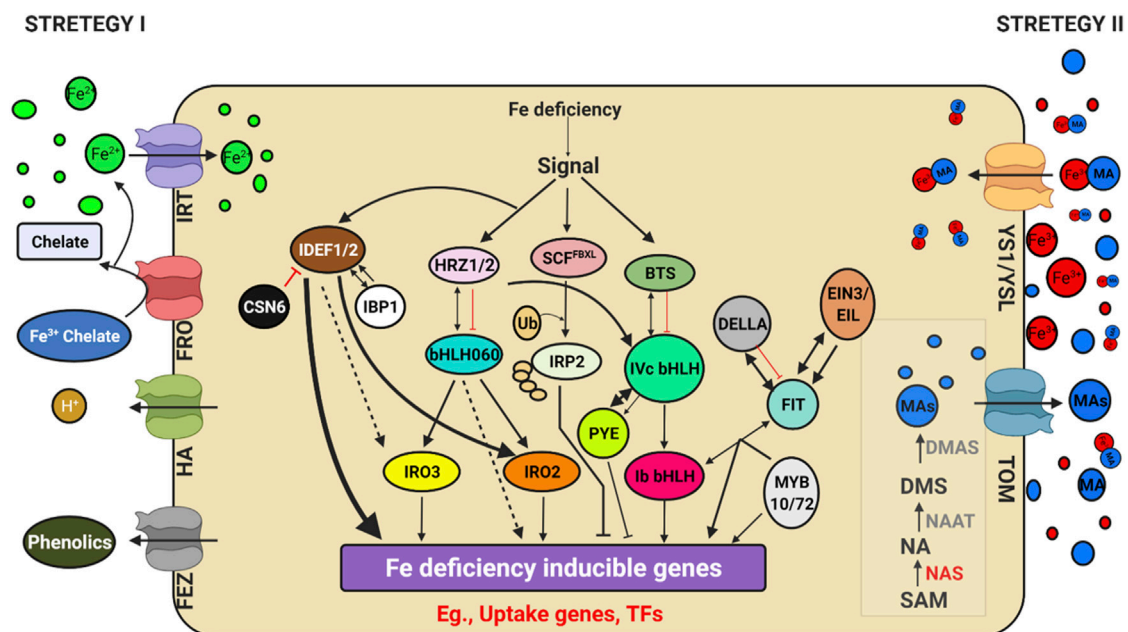 STRETEGY I
STRETEGY II
Fe²⁺
Fe²⁺
Fe²⁺
IRT
Chelate
Fe³⁺ Chelate
FRO
H⁺
HA
Phenolics
FEZ
Fe deficiency
Signal
IDEF1/2
HRZ1/2
SCFᶠᴮˣᴸ
BTS
CSN6
IBP1
Ub
DELLA
EIN3/
EIL
bHLH060
IRP2
IVc bHLH
FIT
PYE
IRO3
IRO2
Ib bHLH
MYB
10/72
Fe deficiency inducible genes
Eg., Uptake genes, TFs
MAs
DMAS
DMS
NAAT
NA
NAS
SAM
MA
MA
Fe³⁺
MA
YS1/YSL
Fe³⁺
Fe³⁺
Fe³⁺
MAs
TOM
MA
MA